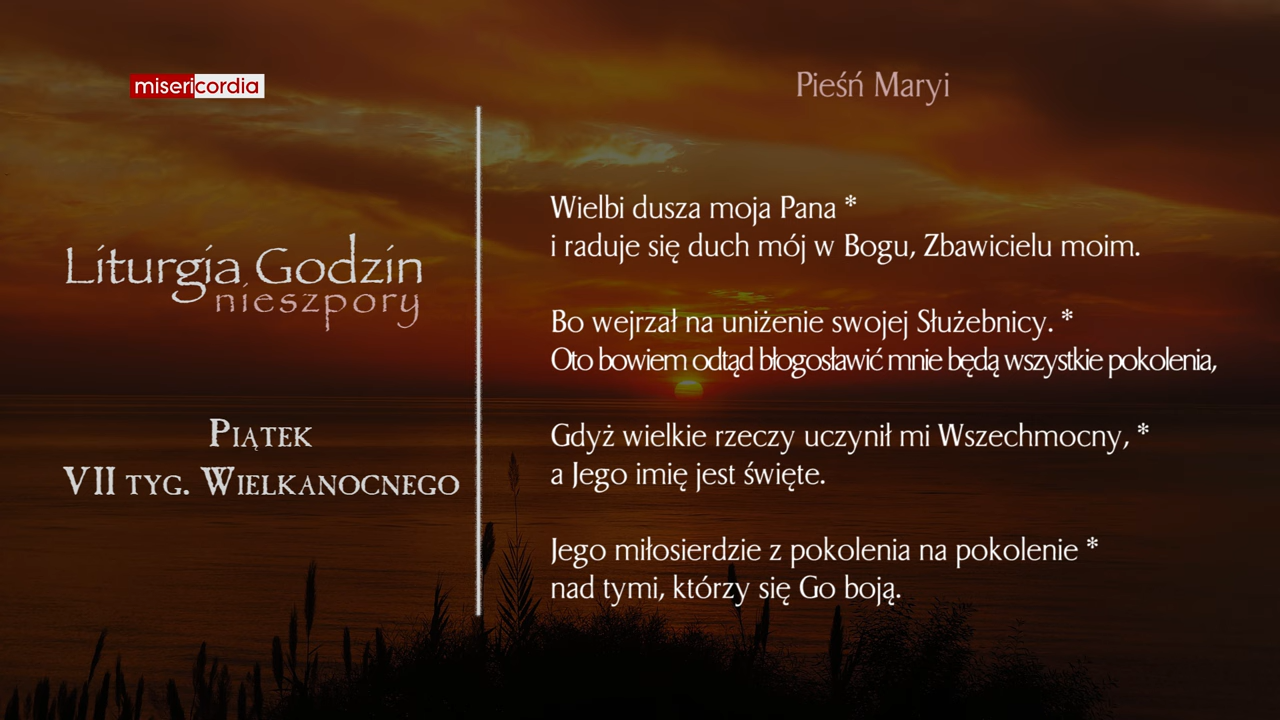 misericordia
Liturgia Godzin
nieszpory
Piątek
VII tyg. Wielkanocnego
Pieśń Maryi
Wielbi dusza moja Pana *
i raduje się duch mój w Bogu, Zbawicielu moim.
Bo wejrzał na uniżenie swojej Służebnicy. *
Oto bowiem odtąd błogosławić mnie będą wszystkie pokolenia,
Gdyż wielkie rzeczy uczynił mi Wszechmocny, *
a Jego imię jest święte.
Jego miłosierdzie z pokolenia na pokolenie *
nad tymi, którzy się Go boją.